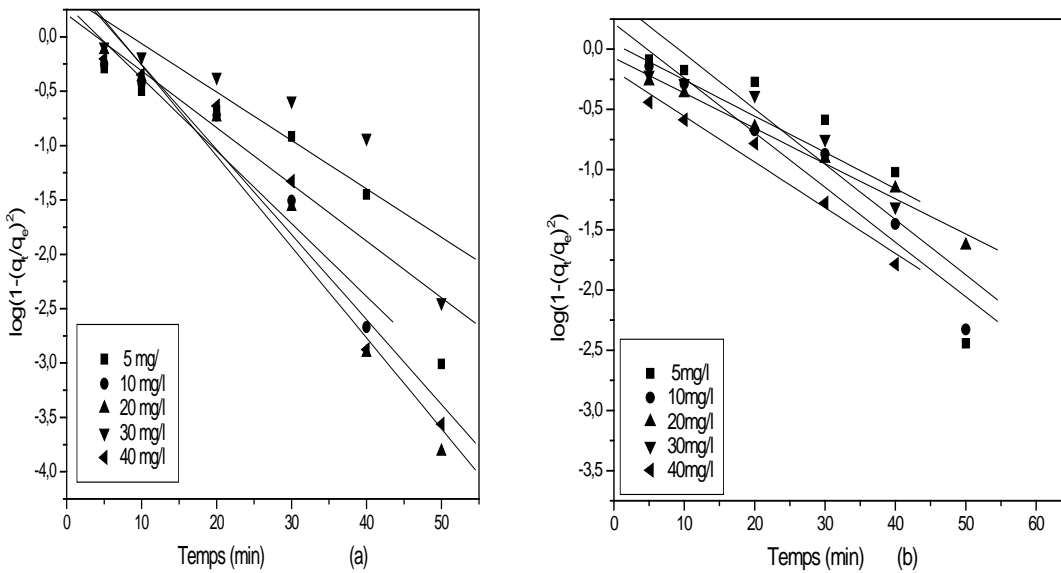 0,0
-0,5
-1,0
-1,5
-2,0
-2,5
-3,0
-3,5
-4,0
log(1-(qt/qe)²)
5 mg/
10 mg/l
20 mg/l
30 mg/l
40 mg/l
0 10 20 30 40 50
Temps (min) (a)
0,0
-0,5
-1,0
-1,5
-2,0
-2,5
-3,0
-3,5
log(1-(qt/qe)²)
5mg/l
10mg/l
20mg/l
30mg/l
40mg/l
0 10 20 30 40 50 60
Temps (min) (b)